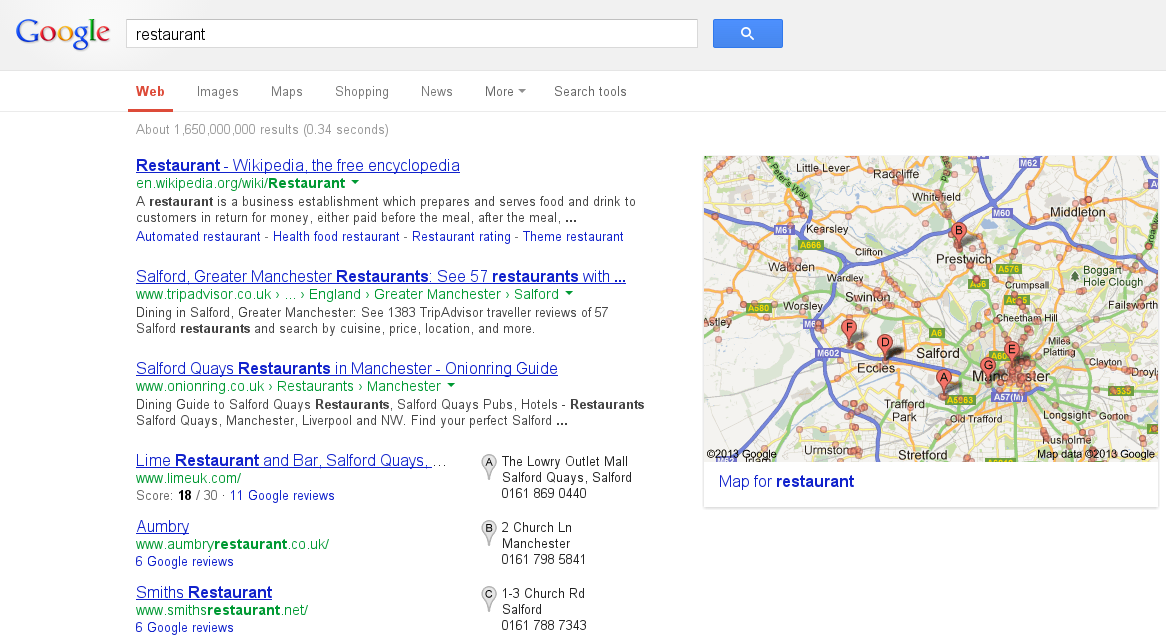 Google
restaurant
Web Images Maps Shopping News More Search tools
About 1,650,000,000 results (0.34 seconds)
Restaurant - Wikipedia, the free encyclopedia
en.wikipedia.org/wiki/Restaurant
A restaurant is a business establishment which prepares and serves food and drink to
customers in return for money, either paid before the meal, after the meal, ...
Automated restaurant - Health food restaurant - Restaurant rating - Theme restaurant
Salford, Greater Manchester Restaurants: See 57 restaurants with ...
www.tripadvisor.co.uk › ... › England › Greater Manchester › Salford
Dining in Salford, Greater Manchester: See 1383 TripAdvisor traveller reviews of 57
Salford restaurants and search by cuisine, price, location, and more.
Salford Quays Restaurants in Manchester - Onionring Guide
www.onionring.co.uk › Restaurants › Manchester
Dining Guide to Salford Quays Restaurants, Salford Quays Pubs, Hotels - Restaurants
Salford Quays, Manchester, Liverpool and NW. Find your perfect Salford ...
Lime Restaurant and Bar, Salford Quays, ...
www.limeuk.com/
Score: 18 / 30 · 11 Google reviews
A
The Lowry Outlet Mall
Salford Quays, Salford
0161 869 0440
Aumbry
www.aumbryrestaurant.co.uk/
6 Google reviews
B
2 Church Ln
Manchester
0161 798 5841
Smiths Restaurant
www.smithsrestaurant.net/
6 Google reviews
C
1-3 Church Rd
Salford
0161 788 7343
M62
Little Lever
Radcliffe
Whitefield
M60
Middleton
M61
Kearsley
B
A666
Clifton
Prestwich
Walkden
A576
Boggart
Hole Clough
Wardley
Crumpsall
Worsley
Swinton
Failsworth
A580
Cheetham Hill
F
D
A6
Miles
Platting
M602
Salford
E
Eccles
G
Clayton
A
Manchester
Trafford
Park
A57(M)
Old Trafford
Longsight
Gorton
Rusholme
Urmston
Stretford
©2013 Google
Map data ©2013 Google
Map for restaurant